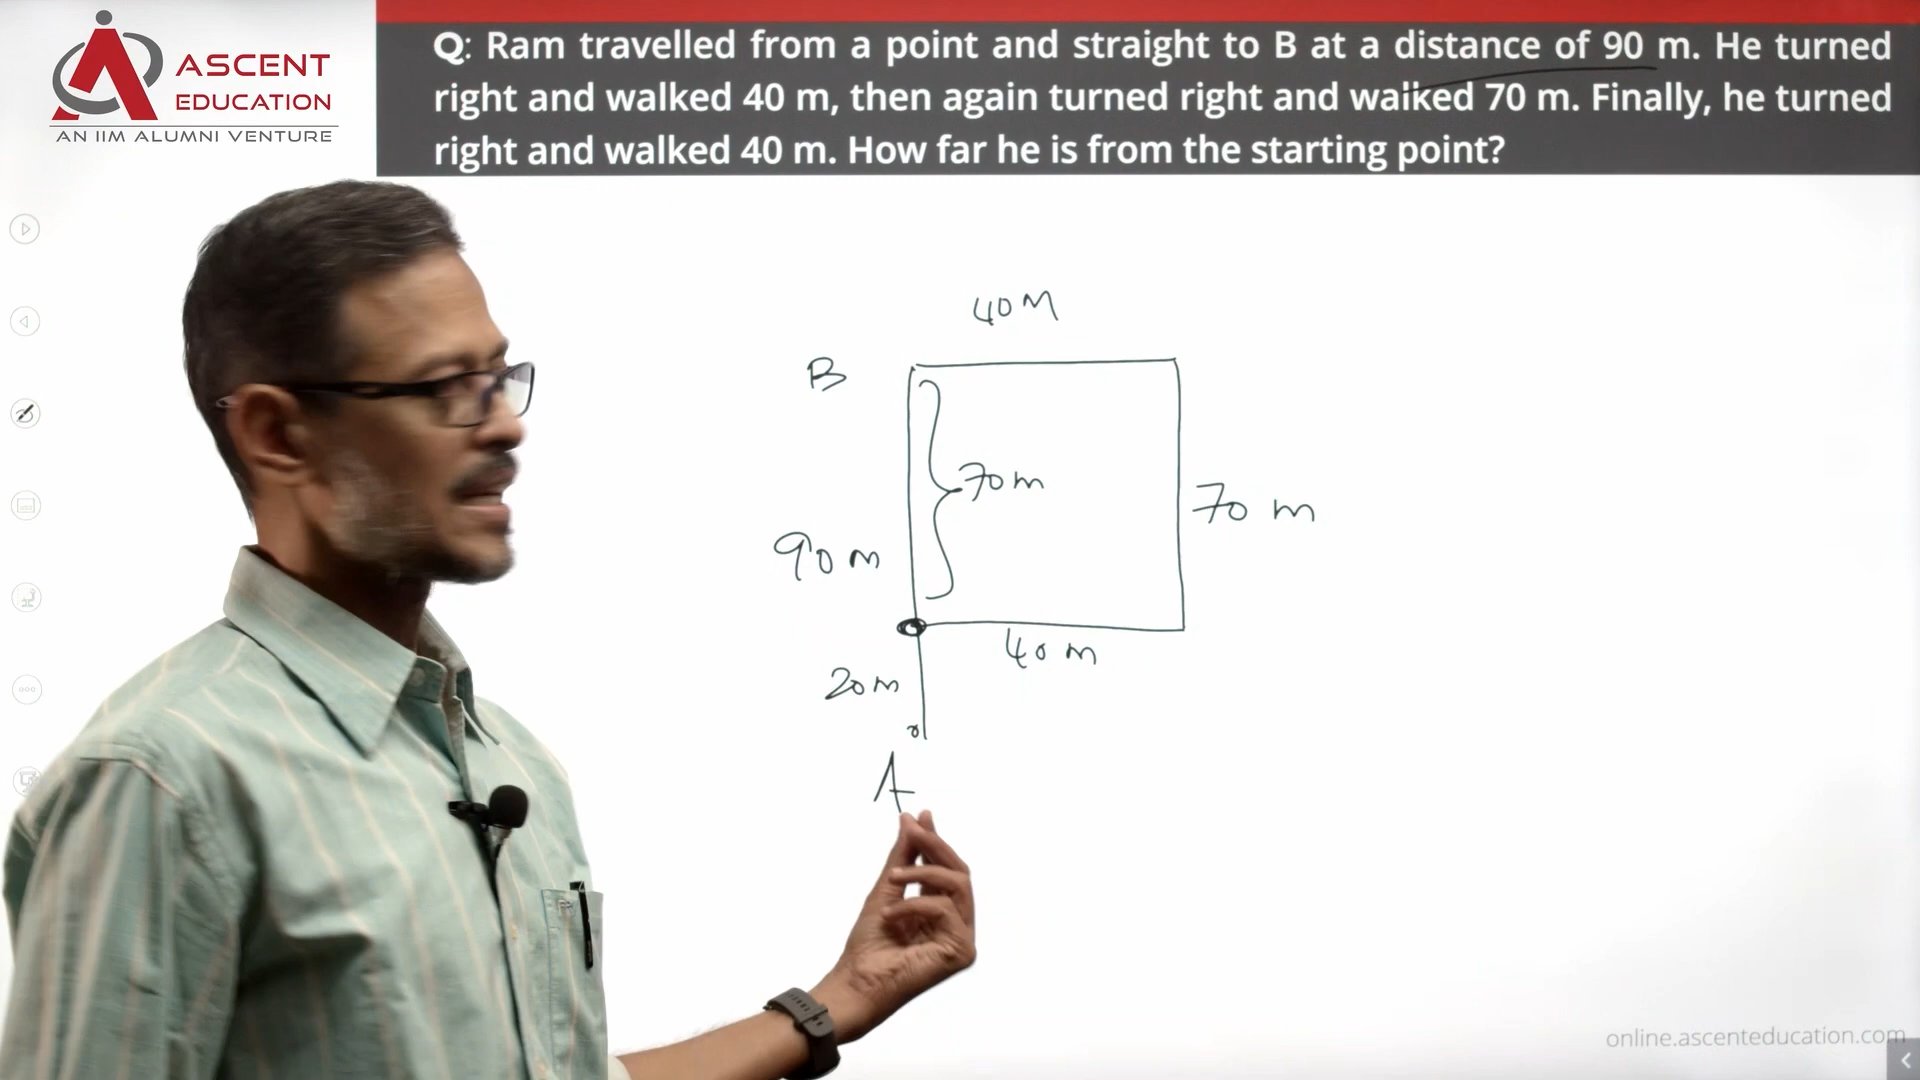 ASCENT
EDUCATION
AN IIM ALUMNI VENTURE
Q: Ram travelled from a point and straight to B at a distance of 90 m. He turned
right and walked 40 m, then again turned right and walked 70 m. Finally, he turned
right and walked 40 m. How far he is from the starting point?
40 M
B
70 m
70 m
90 m
40 m
20 m
A
online.ascenteducation.com